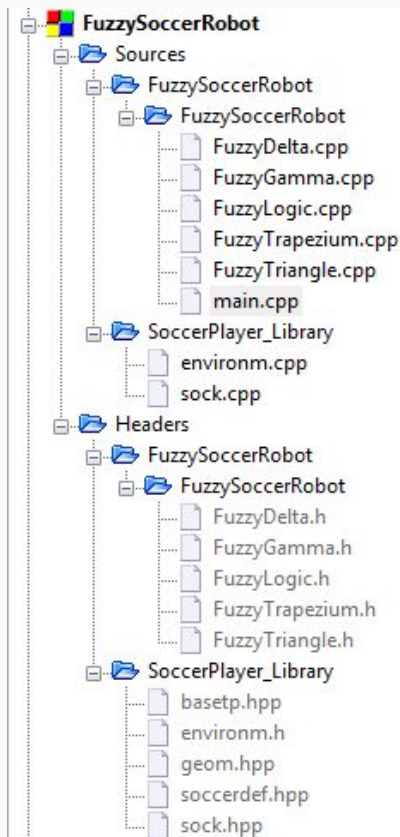 FuzzySoccerRobot
Sources
FuzzySoccerRobot
FuzzySoccerRobot
FuzzyDelta.cpp
FuzzyGamma.cpp
FuzzyLogic.cpp
FuzzyTrapezium.cpp
FuzzyTriangle.cpp
main.cpp
SoccerPlayer_Library
environm.cpp
sock.cpp
Headers
FuzzySoccerRobot
FuzzySoccerRobot
FuzzyDelta.h
FuzzyGamma.h
FuzzyLogic.h
FuzzyTrapezium.h
FuzzyTriangle.h
SoccerPlayer_Library
basetp.hpp
environm.h
geom.hpp
soccerdef.hpp
sock.hpp